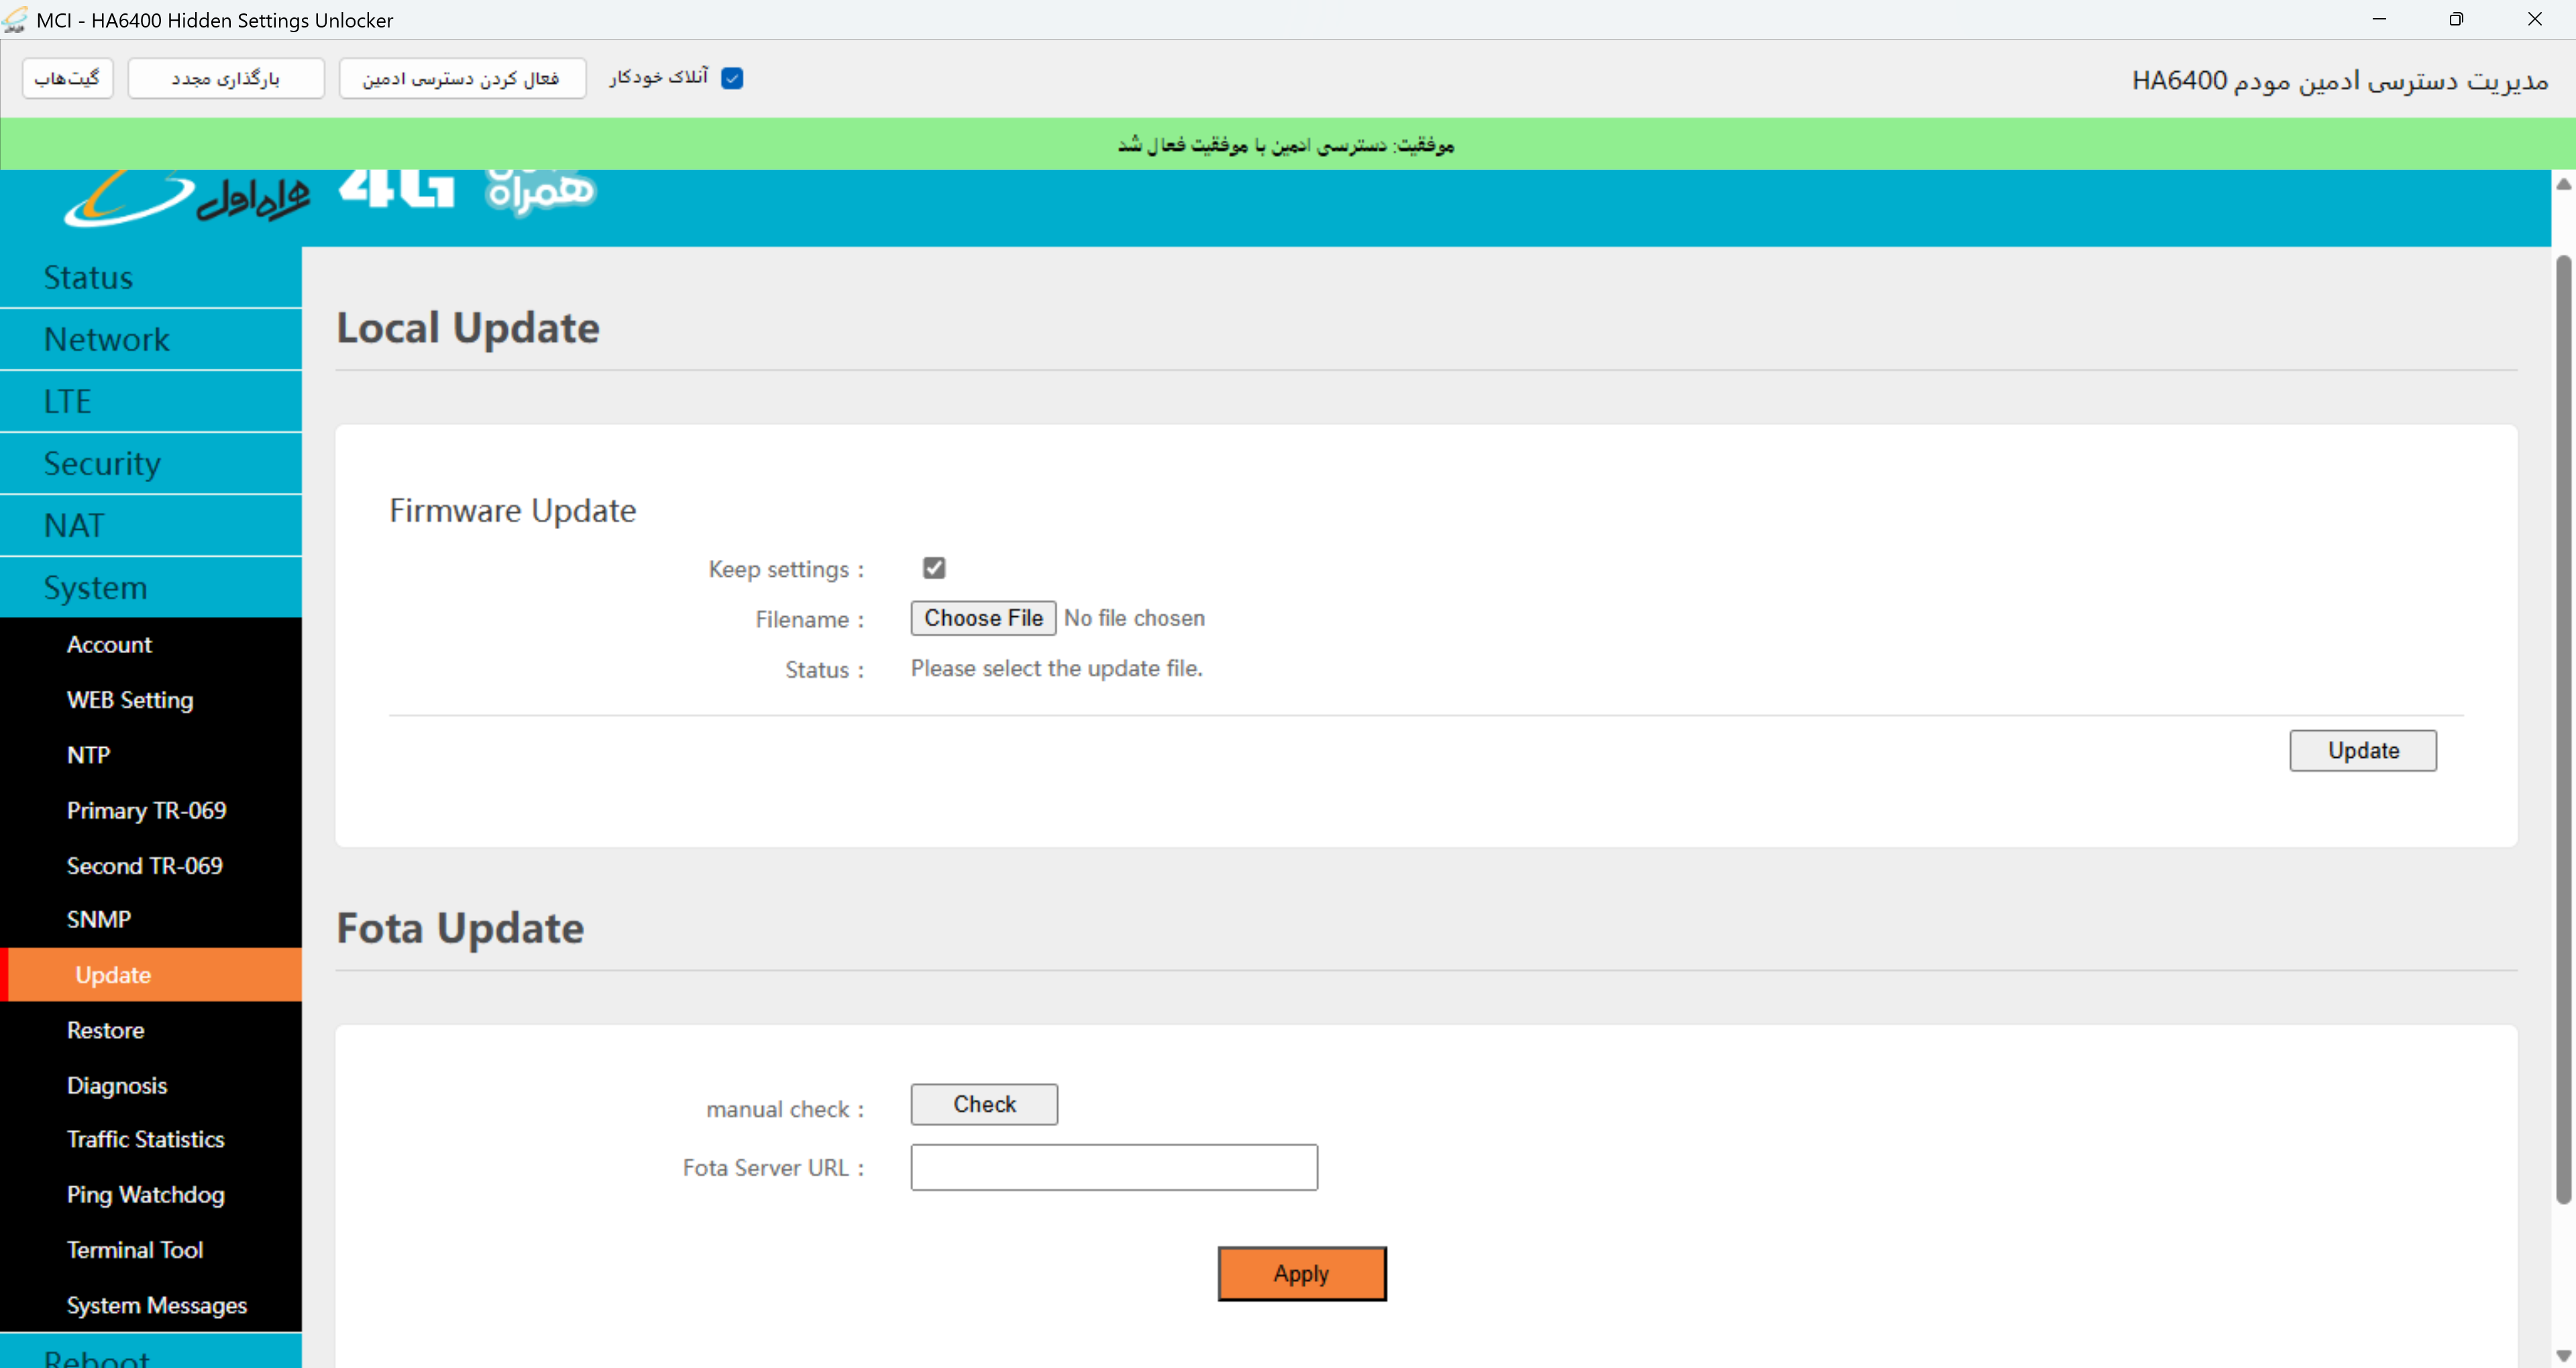 MCI - HA6400 Hidden Settings Unlocker
مدیریت دسترسی ادمین مودم HA6400
آنلاک خودکار
فعال کردن دسترسی ادمین
بارگذاری مجدد
گیت‌هاب
موفقیت: دسترسی ادمین با موفقیت فعال شد
همراه اول 4G همراه
Status
Network
LTE
Security
NAT
System
Account
WEB Setting
NTP
Primary TR-069
Second TR-069
SNMP
Update
Restore
Diagnosis
Traffic Statistics
Ping Watchdog
Terminal Tool
System Messages
Reboot
Local Update
Firmware Update
Keep settings :
Filename : Choose File No file chosen
Status : Please select the update file.
Update
Fota Update
manual check : Check
Fota Server URL :
Apply